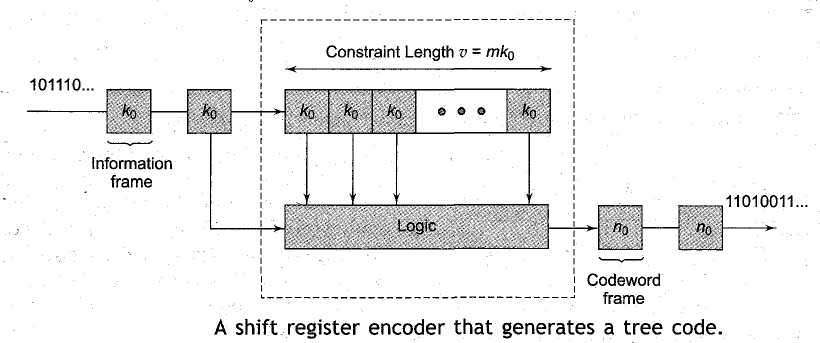 Constraint Length v = mk0
101110...
k0 k0 k0 k0 k0 k0
Information
frame
Logic
11010011...
n0 n0
Codeword
frame
A shift register encoder that generates a tree code.